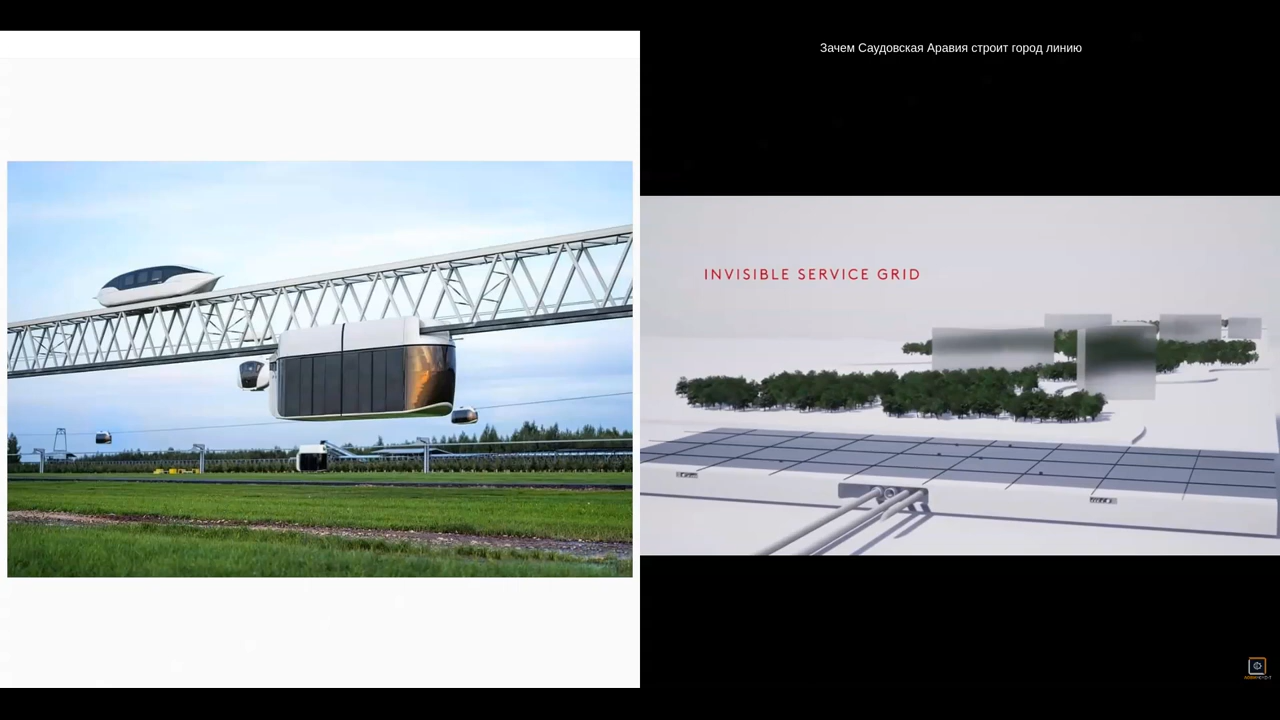 Зачем Саудовская Аравия строит город линию
INVISIBLE SERVICE GRID